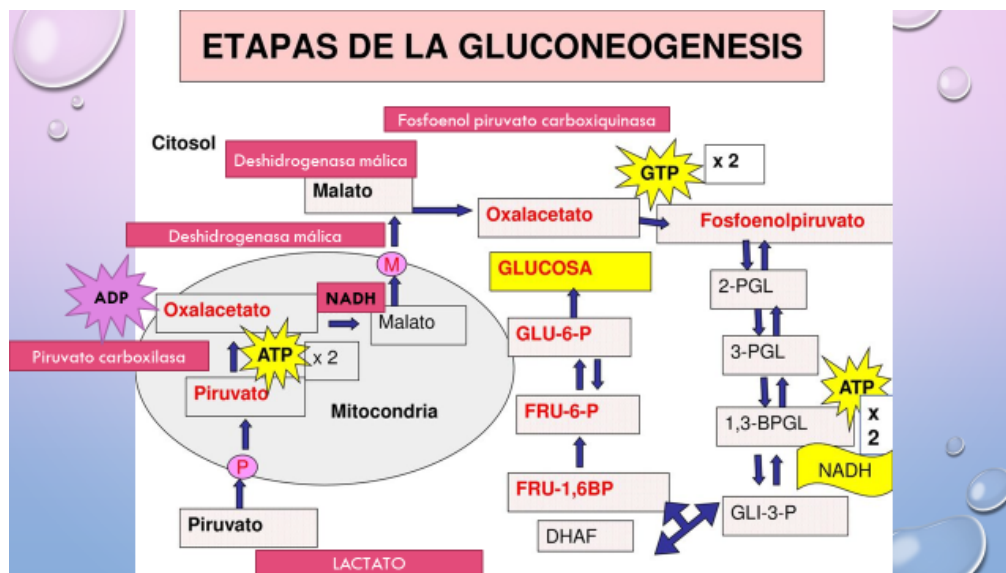 ETAPAS DE LA GLUCONEOGENESIS
Fosfoenol piruvato carboxiquinasa
Citosol
Deshidrogenasa málica
Malato
GTP
x 2
Oxalacetato
Fosfoenolpiruvato
Deshidrogenasa málica
M
GLUCOSA
ADP
NADH
Oxalacetato
Malato
2-PGL
GLU-6-P
Piruvato carboxilasa
ATP
x 2
3-PGL
Piruvato
Mitocondria
ATP
x
2
FRU-6-P
1,3-BPGL
NADH
P
FRU-1,6BP
GLI-3-P
Piruvato
DHAF
LACTATO